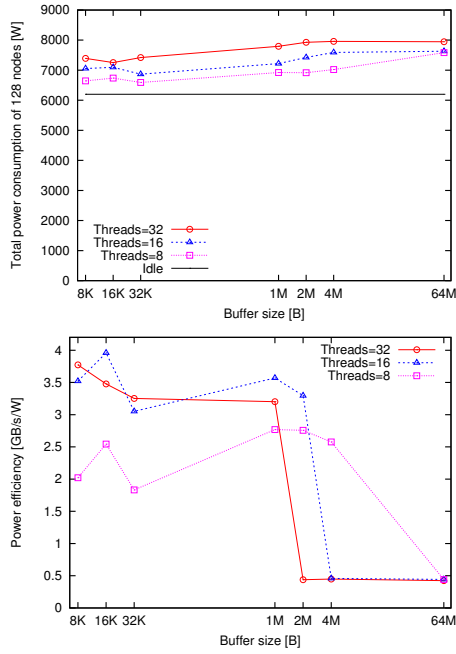 Total power consumption of 128 nodes [W]
9000
8000
7000
6000
5000
4000
3000
2000
1000
0
Threads=32
Threads=16
Threads=8
Idle
8K 16K 32K 1M 2M 4M 64M
Buffer size [B]
Power efficiency [GB/s/W]
4
3.5
3
2.5
2
1.5
1
0.5
0
Threads=32
Threads=16
Threads=8
8K 16K 32K 1M 2M 4M 64M
Buffer size [B]